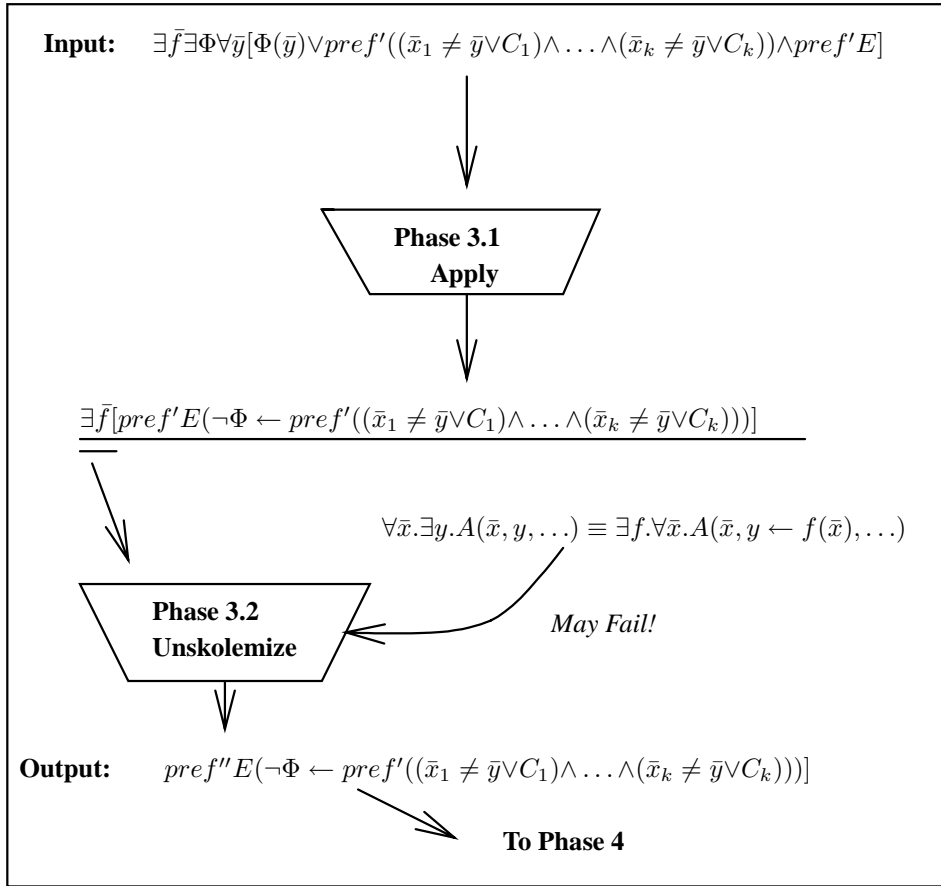 Input: ∃f̄∃Φ∀ȳ[Φ(ȳ)∨pref′((x̄₁ ≠ ȳ∨C₁)∧ . . . ∧(x̄ₖ ≠ ȳ∨Cₖ))∧pref′E]
Phase 3.1
Apply
∃f̄[pref′E(¬Φ ← pref′((x̄₁ ≠ ȳ∨C₁)∧ . . . ∧(x̄ₖ ≠ ȳ∨Cₖ)))]
∀x̄.∃y.A(x̄, y, . . .) ≡ ∃f.∀x̄.A(x̄, y ← f(x̄), . . .)
Phase 3.2
Unskolemize
May Fail!
Output: pref″E(¬Φ ← pref′((x̄₁ ≠ ȳ∨C₁)∧ . . . ∧(x̄ₖ ≠ ȳ∨Cₖ)))]
To Phase 4